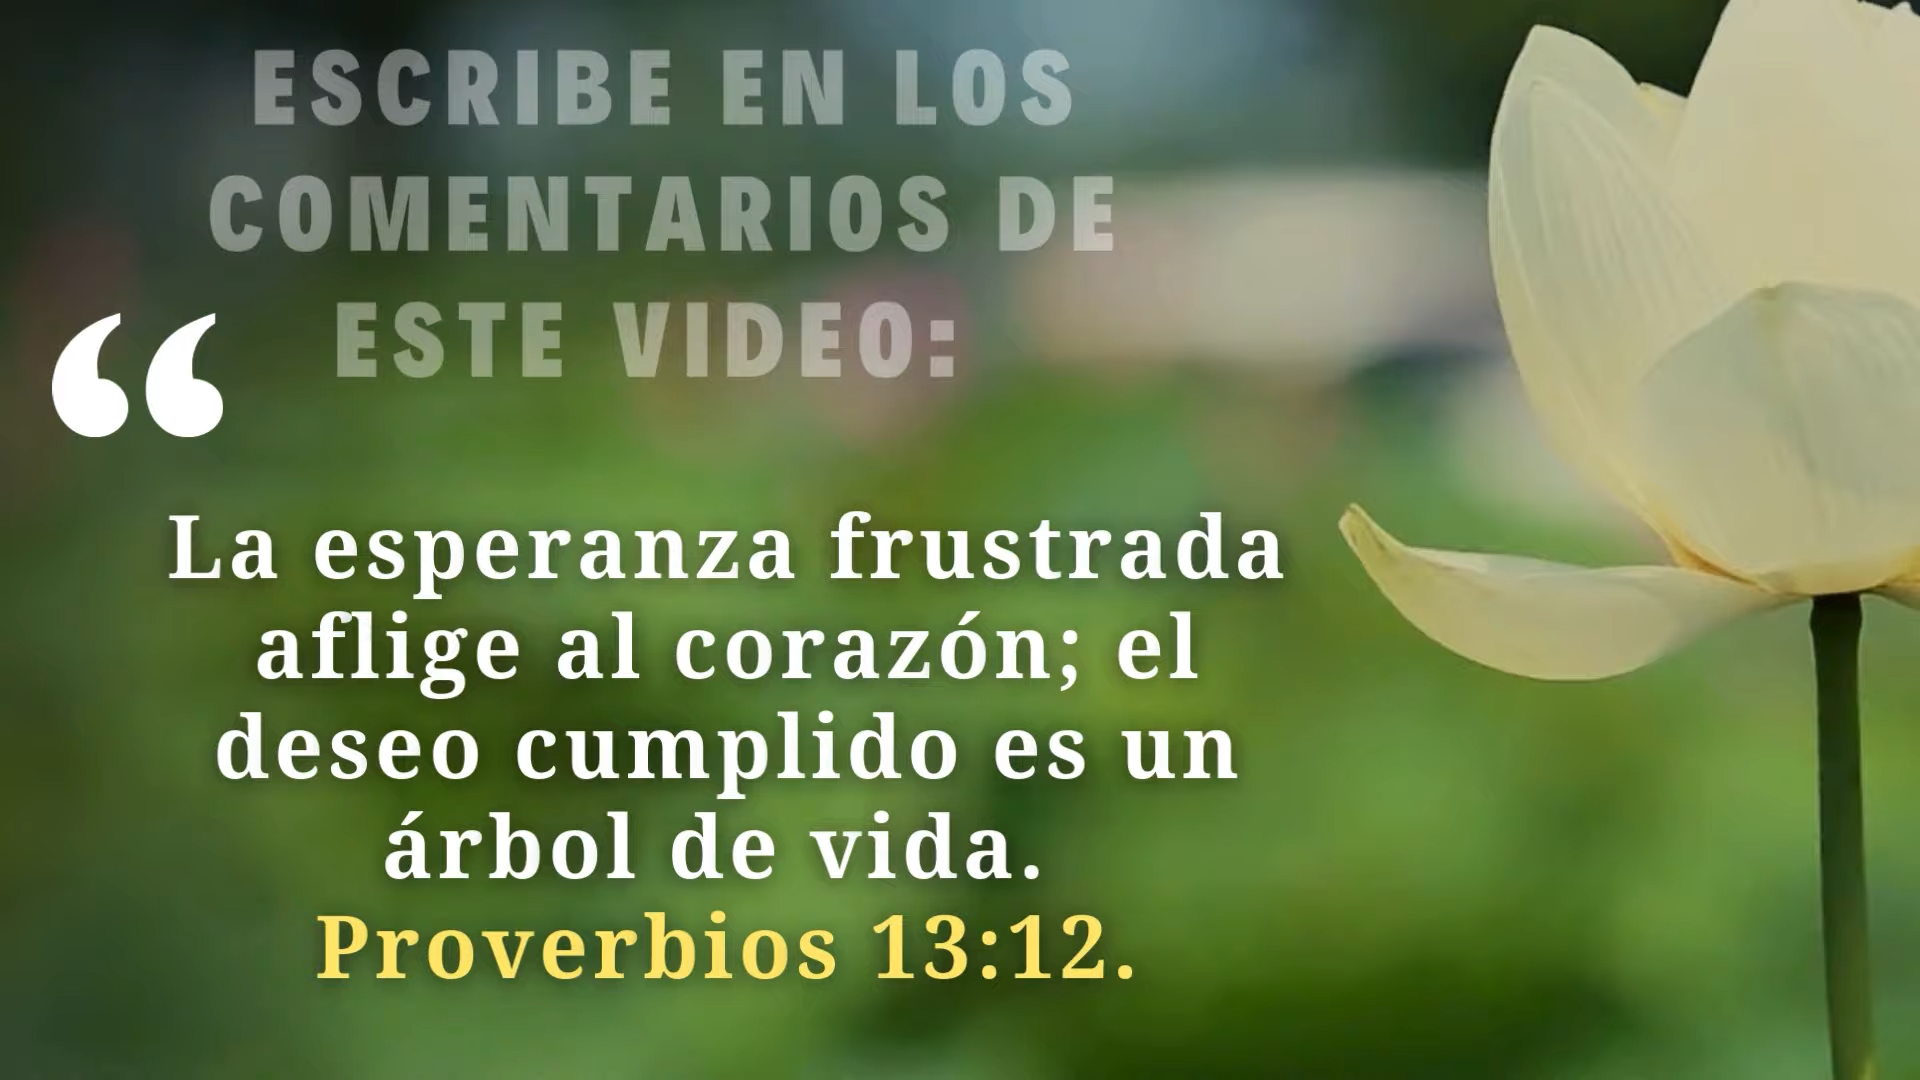 ESCRIBE EN LOS
COMENTARIOS DE
ESTE VIDEO:
“
La esperanza frustrada
aflige al corazón; el
deseo cumplido es un
árbol de vida.
Proverbios 13:12.